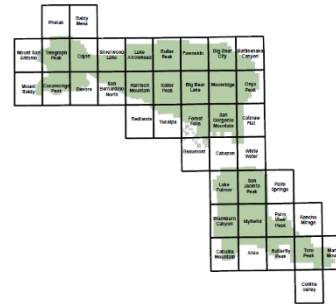 Phelan
Baldy Mesa
Mount San Antonio
Telegraph Peak
Cajon
Silverwood Lake
Lake Arrowhead
Butler Peak
Fawnskin
Big Bear City
Rattlesnake Canyon
Mount Baldy
Cucamonga Peak
Devore
San Bernardino North
Harrison Mountain
Keller Peak
Big Bear Lake
Moonridge
Onyx Peak
Redlands
Yucaipa
Forest Falls
San Gorgonio Mountain
Catclaw Flat
Beaumont
Cabazon
White Water
Lake Fulmor
San Jacinto Peak
Palm Springs
Blackburn Canyon
Idyllwild
Palm View Peak
Rancho Mirage
Cahuilla Mountain
Anza
Butterfly Peak
Toro Peak
Collins Valley